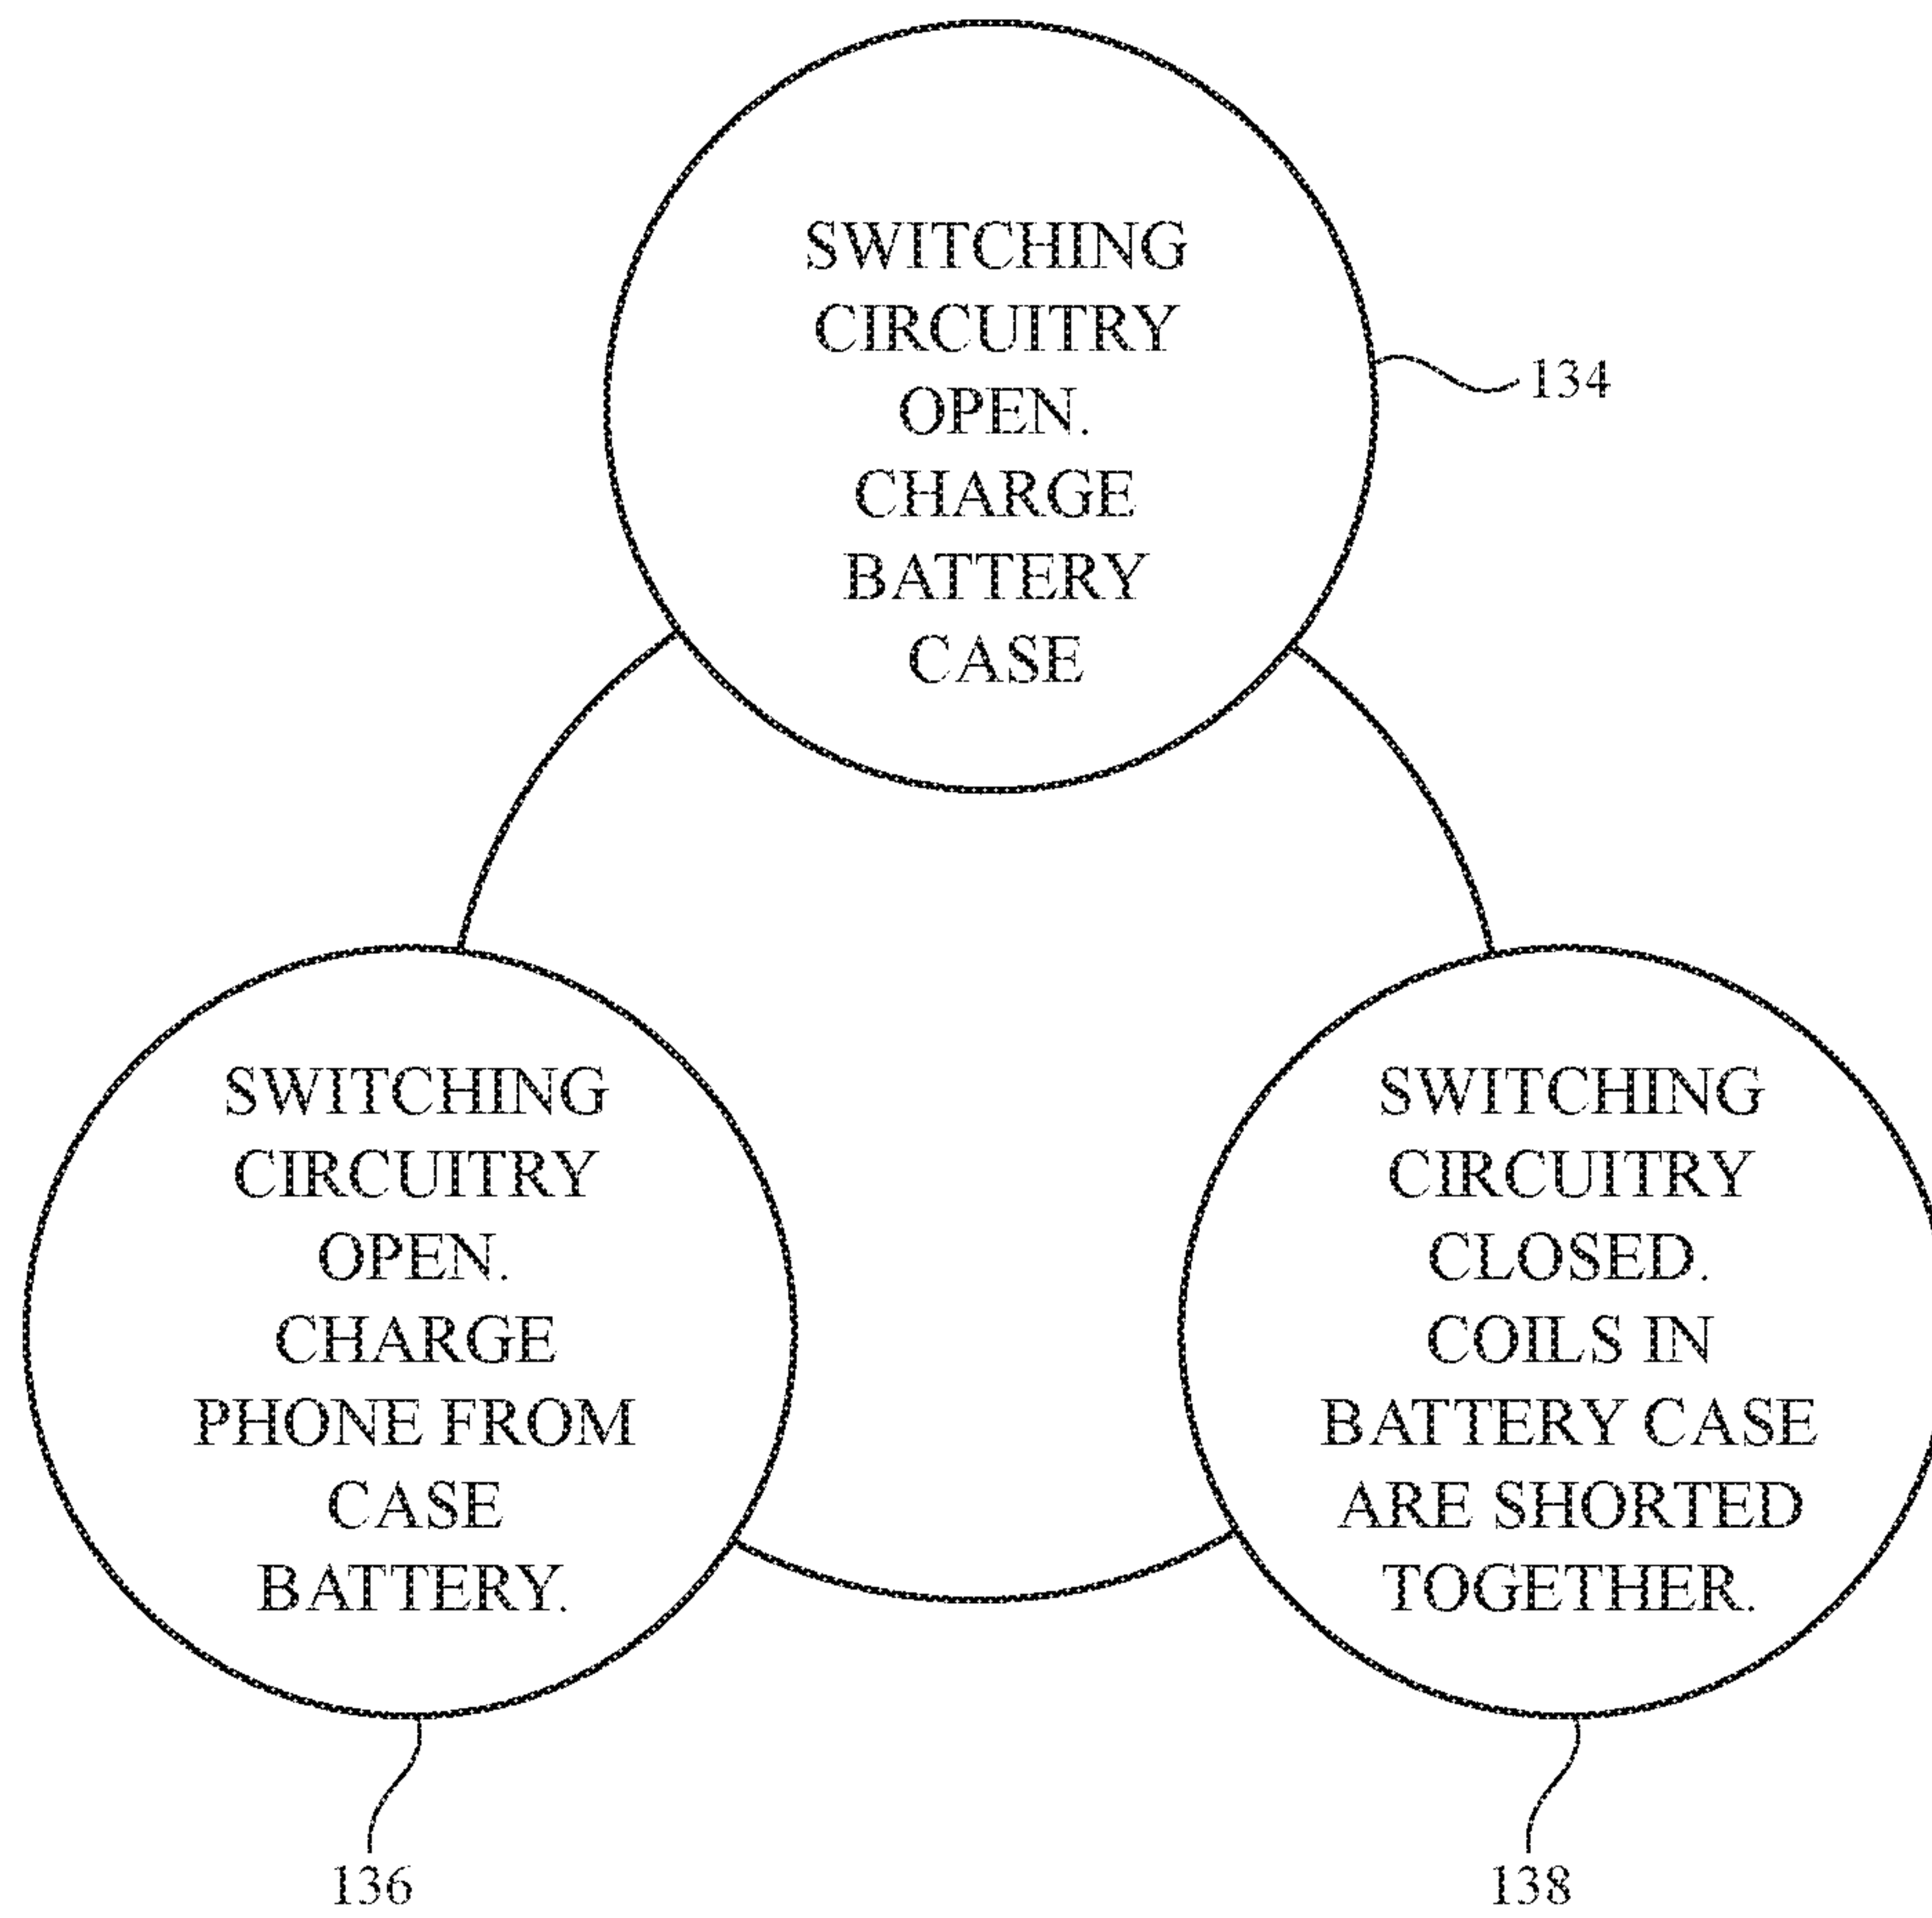 SWITCHING
CIRCUITRY
OPEN.
CHARGE
BATTERY
CASE
134
SWITCHING
CIRCUITRY
OPEN.
CHARGE
PHONE FROM
CASE
BATTERY.
136
SWITCHING
CIRCUITRY
CLOSED.
COILS IN
BATTERY CASE
ARE SHORTED
TOGETHER.
138